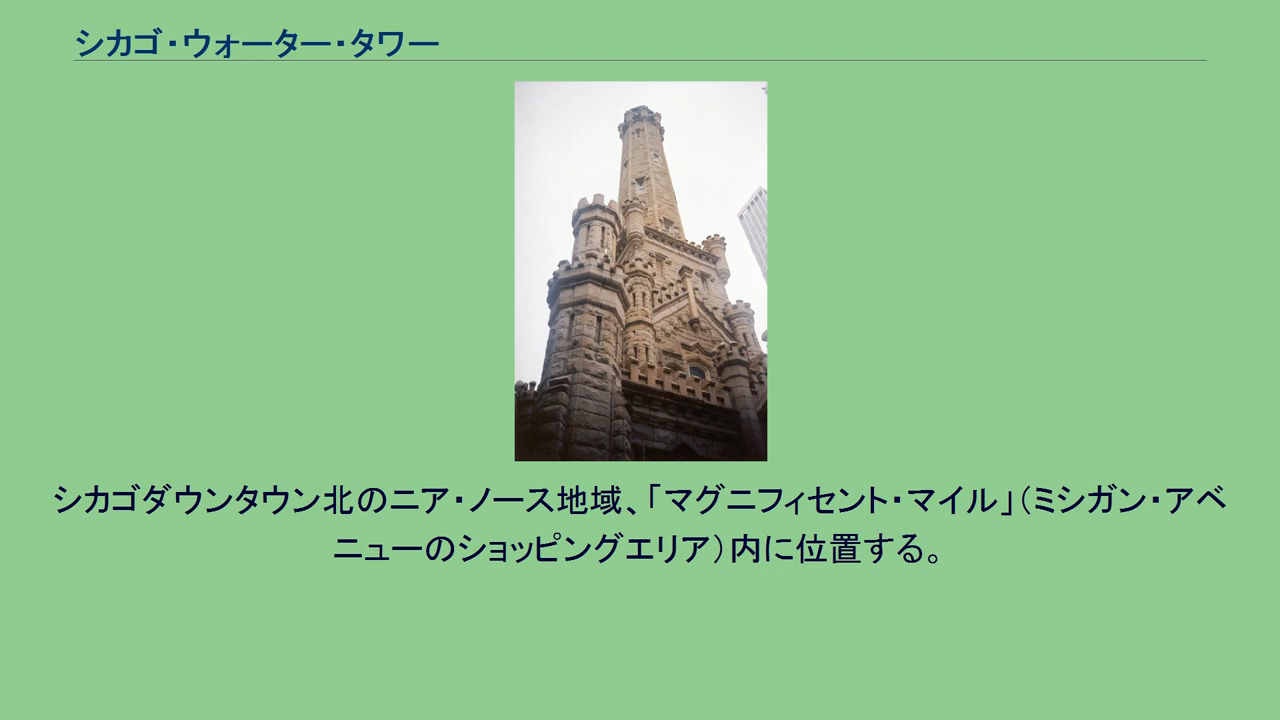 シカゴ・ウォーター・タワー
シカゴダウンタウン北のニア・ノース地域、「マグニフィセント・マイル」（ミシガン・アベ
ニューのショッピングエリア）内に位置する。